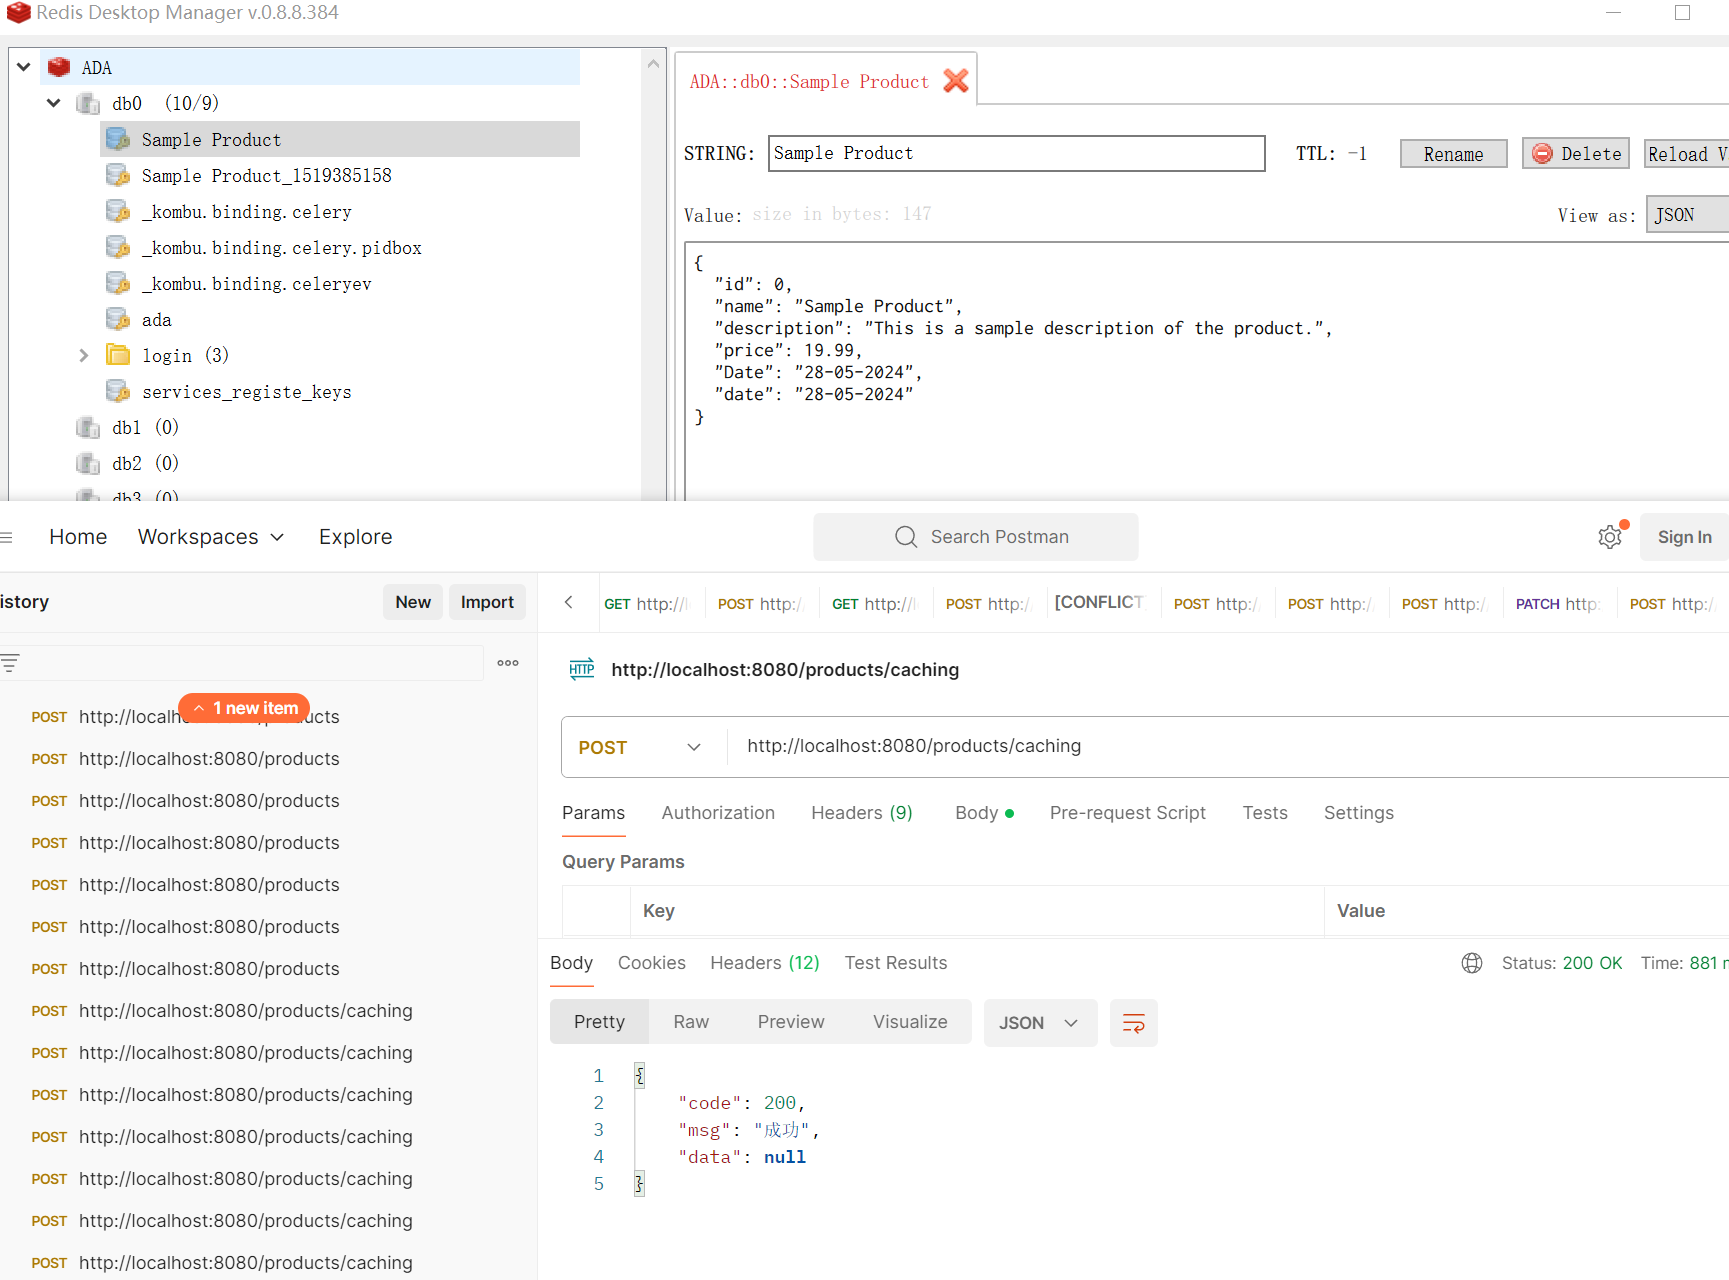 Redis Desktop Manager v.0.8.8.384
ADA
db0 (10/9)
Sample Product
Sample Product_1519385158
_kombu.binding.celery
_kombu.binding.celery.pidbox
_kombu.binding.celeryev
ada
login (3)
services_registe_keys
db1 (0)
db2 (0)
db3 (0)
ADA::db0::Sample Product
STRING: Sample Product TTL: -1 Rename Delete Reload V
Value: size in bytes: 147 View as: JSON
{
"id": 0,
"name": "Sample Product",
"description": "This is a sample description of the product.",
"price": 19.99,
"Date": "28-05-2024",
"date": "28-05-2024"
}
Home Workspaces Explore Search Postman Sign In
istory New Import
1 new item
POST http://localh ucts
POST http://localhost:8080/products
POST http://localhost:8080/products
POST http://localhost:8080/products
POST http://localhost:8080/products
POST http://localhost:8080/products
POST http://localhost:8080/products
POST http://localhost:8080/products/caching
POST http://localhost:8080/products/caching
POST http://localhost:8080/products/caching
POST http://localhost:8080/products/caching
POST http://localhost:8080/products/caching
POST http://localhost:8080/products/caching
POST http://localhost:8080/products/caching
GET http://l POST http:/ GET http://l POST http:/ [CONFLICT POST http:/ POST http:/ POST http:/ PATCH http: POST http:/
HTTP http://localhost:8080/products/caching
POST http://localhost:8080/products/caching
Params Authorization Headers (9) Body Pre-request Script Tests Settings
Query Params
Key Value
Body Cookies Headers (12) Test Results Status: 200 OK Time: 881 m
Pretty Raw Preview Visualize JSON
1 {
2 "code": 200,
3 "msg": "成功",
4 "data": null
5 }